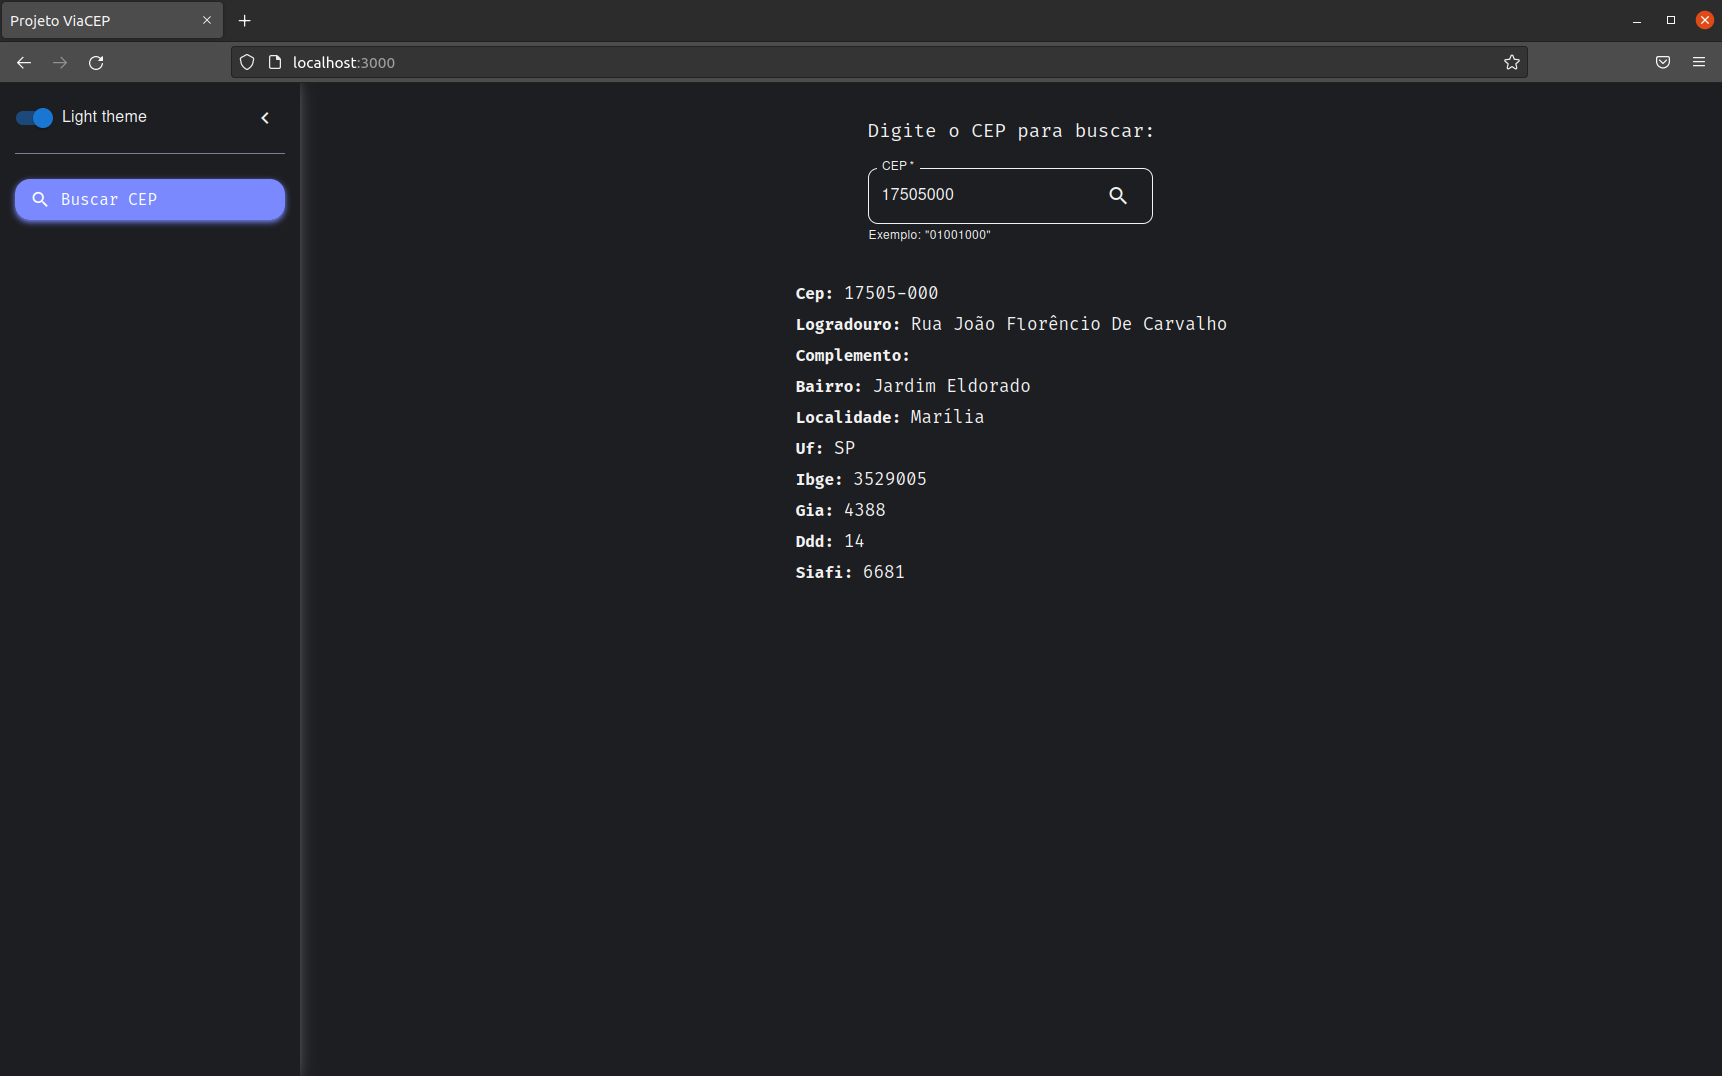 Projeto ViaCEP
localhost:3000
Light theme
Buscar CEP
Digite o CEP para buscar:
CEP *
17505000
Exemplo: "01001000"
Cep: 17505-000
Logradouro: Rua João Florêncio De Carvalho
Complemento:
Bairro: Jardim Eldorado
Localidade: Marília
Uf: SP
Ibge: 3529005
Gia: 4388
Ddd: 14
Siafi: 6681